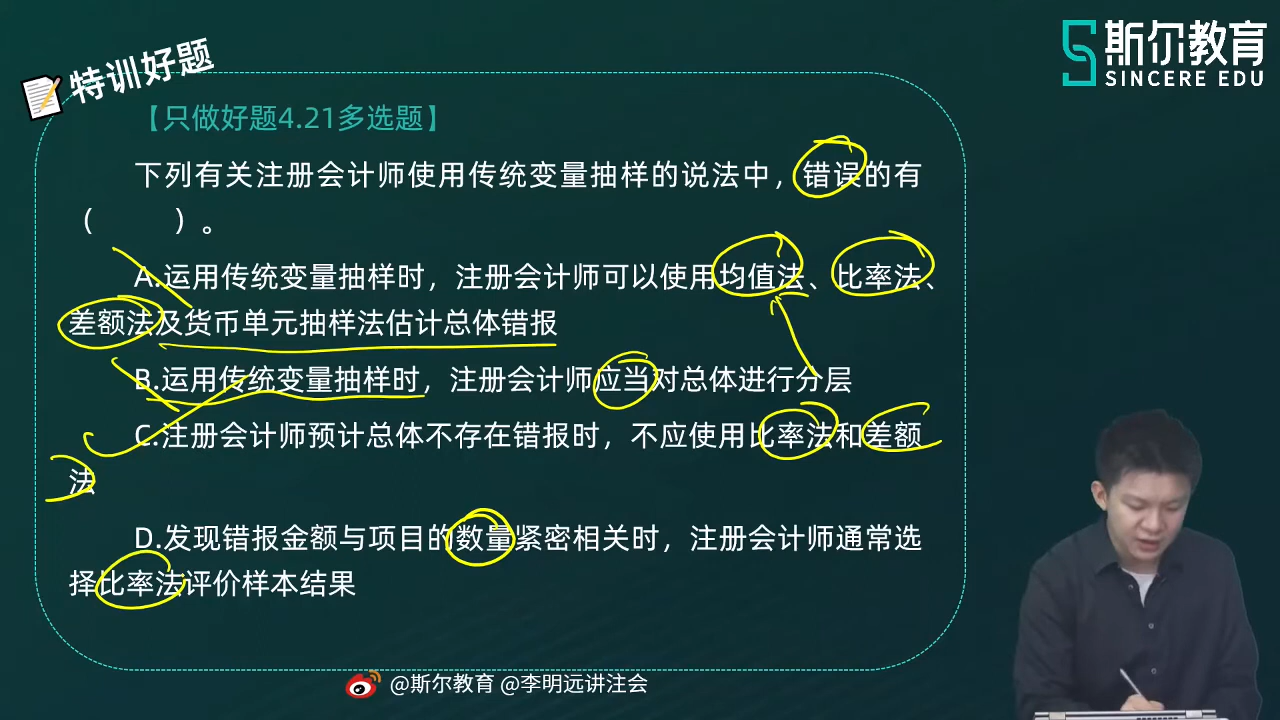 斯尔教育
SINCERE EDU
特训好题
【只做好题4.21多选题】
下列有关注册会计师使用传统变量抽样的说法中，错误的有
（ ）。
A.运用传统变量抽样时，注册会计师可以使用均值法、比率法、
差额法及货币单元抽样法估计总体错报
B.运用传统变量抽样时，注册会计师应当对总体进行分层
C.注册会计师预计总体不存在错报时，不应使用比率法和差额
法
D.发现错报金额与项目的数量紧密相关时，注册会计师通常选
择比率法评价样本结果
@斯尔教育 @李明远讲注会